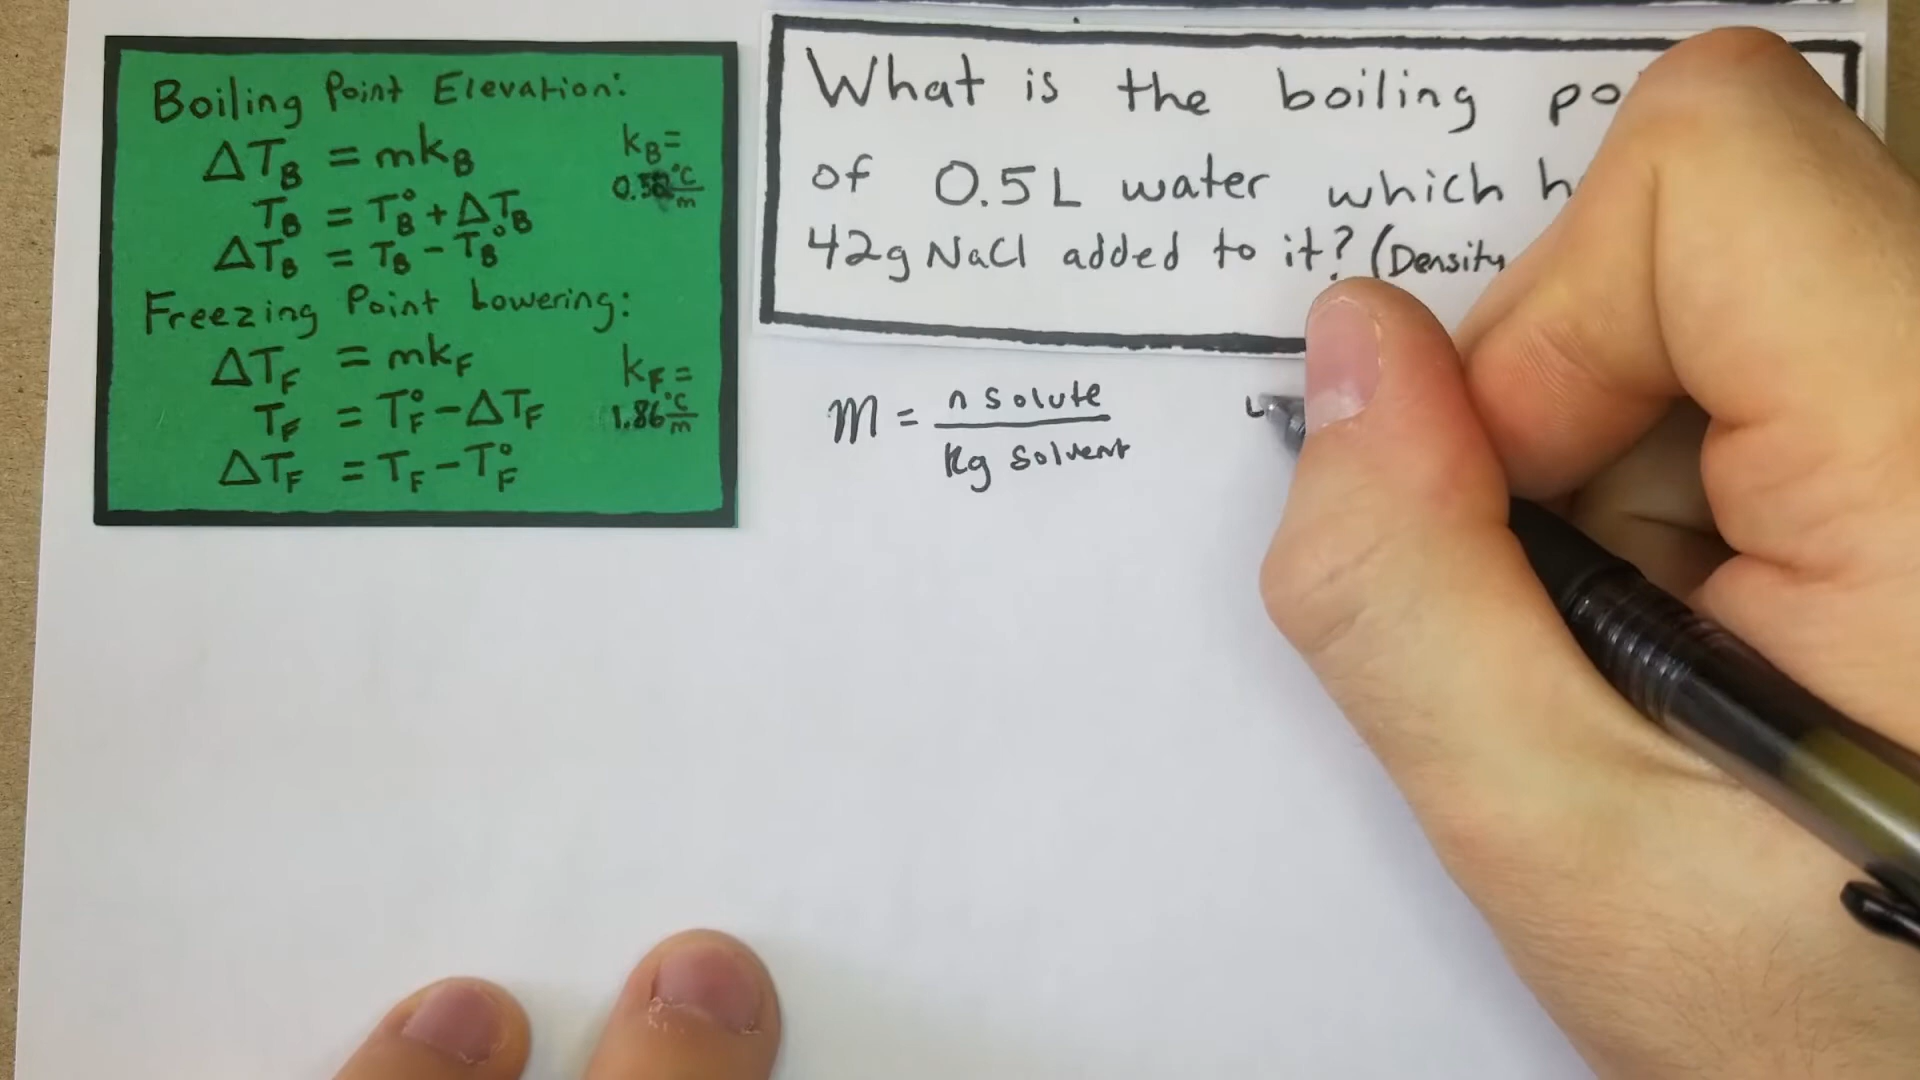 Boiling Point Elevation:
ΔT_B = mk_B
k_B =
°C/m
T_B = T°_B + ΔT_B
ΔT_B = T_B - T°_B
Freezing Point Lowering:
ΔT_F = mk_F
k_F =
1.86 °C/m
T_F = T°_F - ΔT_F
ΔT_F = T_F - T°_F
What is the boiling
of 0.5L water which
42g NaCl added to it? (Density
m = n solute
kg solvent